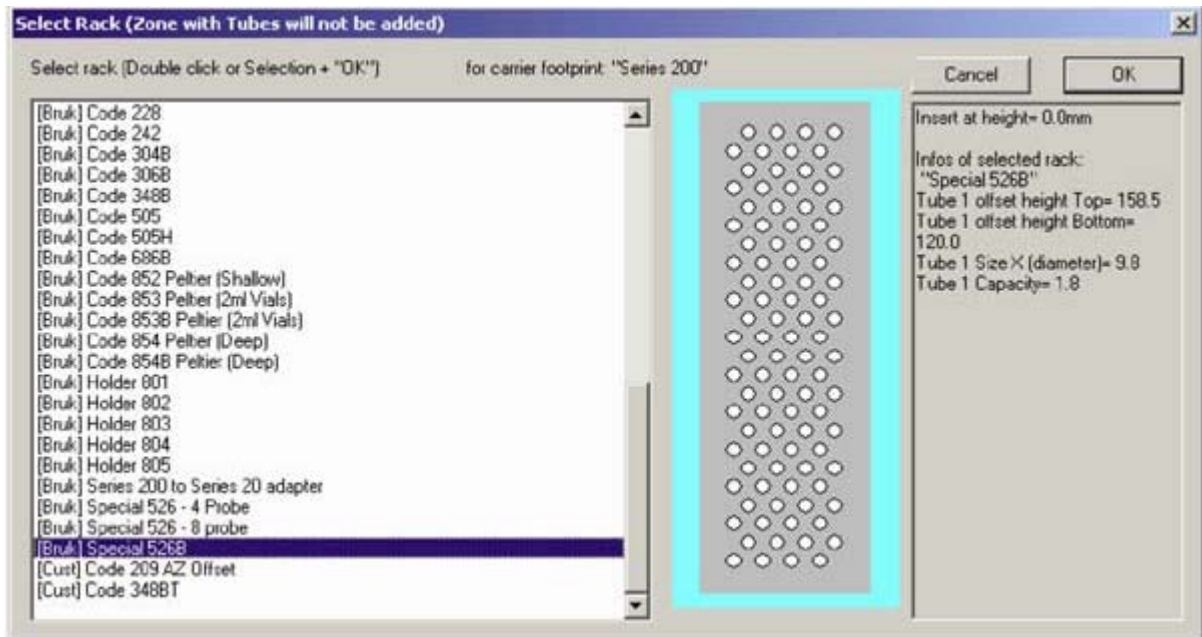 Select Rack (Zone with Tubes will not be added)
Select rack (Double click or Selection + "OK")
for carrier footprint: "Series 200"
Cancel
OK
[Bruk] Code 228
[Bruk] Code 242
[Bruk] Code 304B
[Bruk] Code 306B
[Bruk] Code 348B
[Bruk] Code 505
[Bruk] Code 505H
[Bruk] Code 686B
[Bruk] Code 852 Peltier (Shallow)
[Bruk] Code 853 Peltier (2ml Vials)
[Bruk] Code 853B Peltier (2ml Vials)
[Bruk] Code 854 Peltier (Deep)
[Bruk] Code 854B Peltier (Deep)
[Bruk] Holder 801
[Bruk] Holder 802
[Bruk] Holder 803
[Bruk] Holder 804
[Bruk] Holder 805
[Bruk] Series 200 to Series 20 adapter
[Bruk] Special 526 - 4 Probe
[Bruk] Special 526 - 8 probe
[Bruk] Special 526B
[Cust] Code 209 AZ Offset
[Cust] Code 348BT
Insert at height= 0.0mm
Infos of selected rack:
"Special 526B"
Tube 1 offset height Top= 158.5
Tube 1 offset height Bottom=
120.0
Tube 1 Size X (diameter)= 9.8
Tube 1 Capacity= 1.8